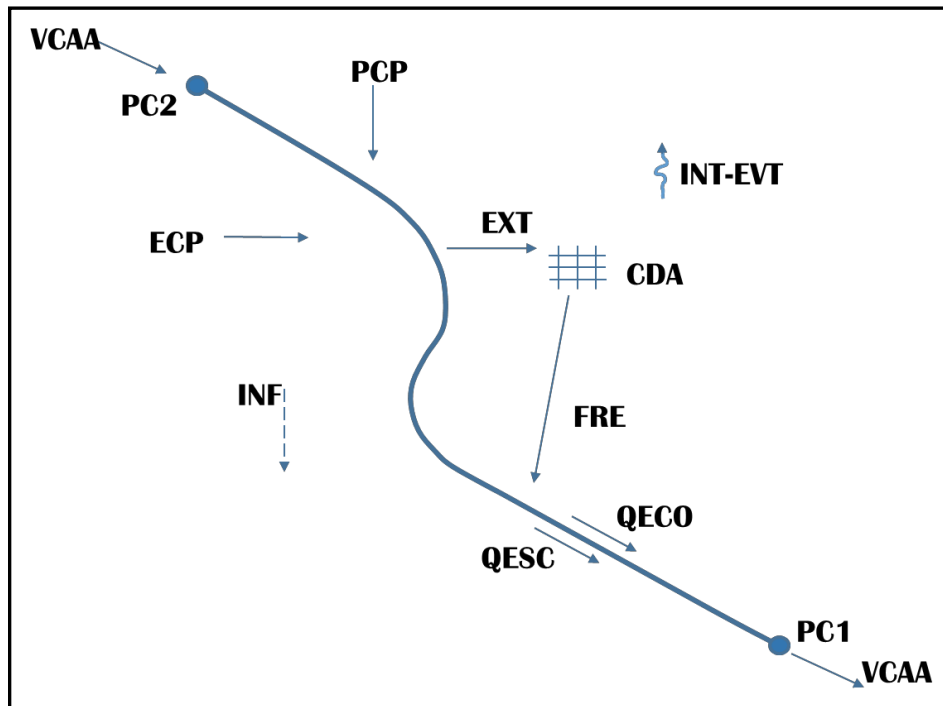 VCAA
PCP
PC2
INT-EVT
EXT
ECP
CDA
INF
FRE
QECO
QESC
PC1
VCAA